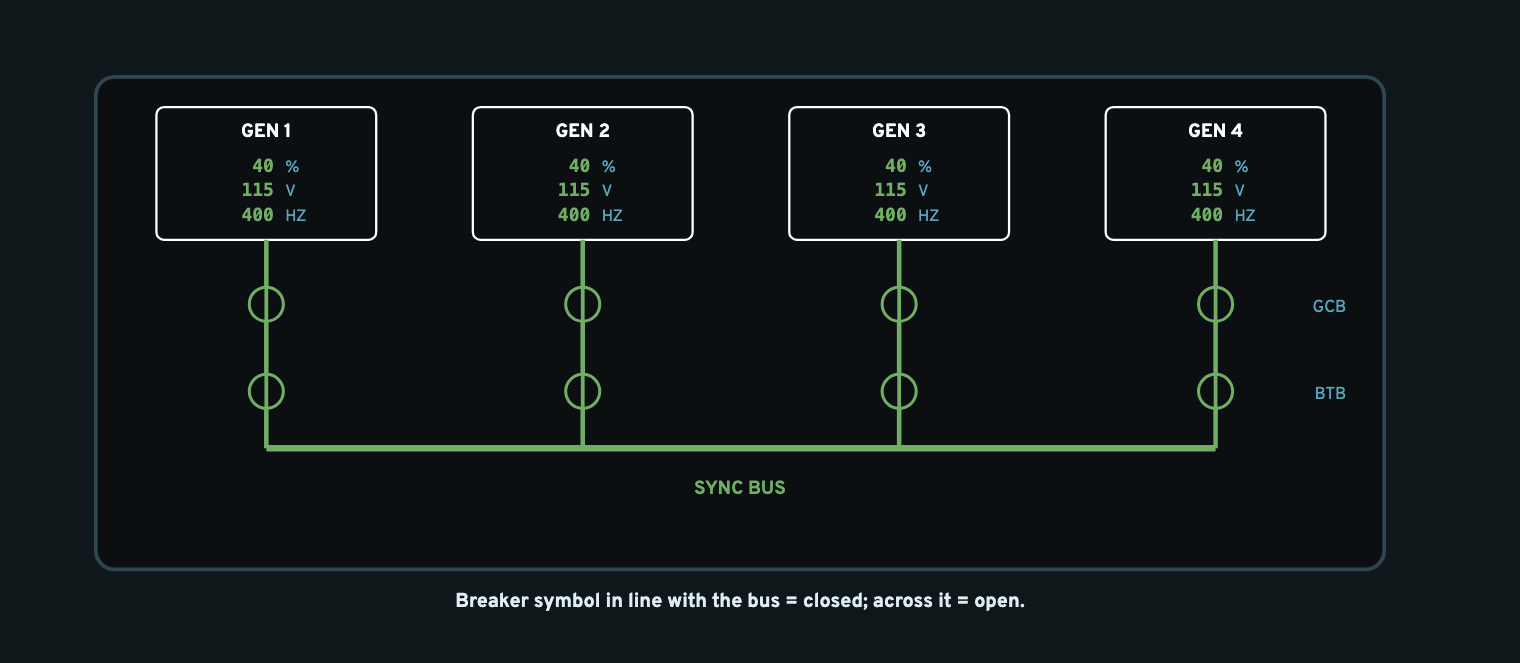 GEN 1
40 %
115 V
400 HZ
GEN 2
40 %
115 V
400 HZ
GEN 3
40 %
115 V
400 HZ
GEN 4
40 %
115 V
400 HZ
GCB
BTB
SYNC BUS
Breaker symbol in line with the bus = closed; across it = open.